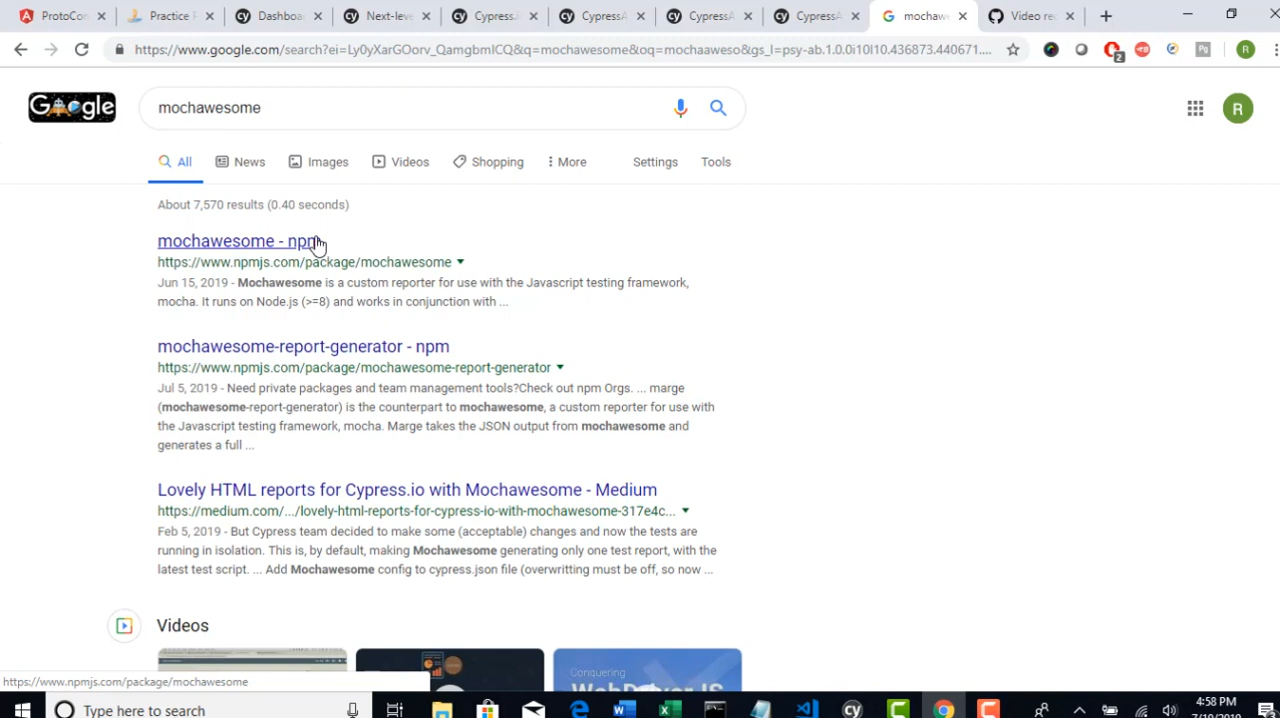 ProtoCon
Practice F
Dashboa
Next-leve
Cypress.
CypressA
CypressA
CypressA
mochawe
Video re
https://www.google.com/search?ei=Ly0yXarGOorv_QamgbmICQ&q=mochawesome&oq=mochaaweso&gs_l=psy-ab.1.0.0i10l10.436873.440671....
2
R
Google
mochawesome
R
All
News
Images
Videos
Shopping
More
Settings
Tools
About 7,570 results (0.40 seconds)
mochawesome - npm
https://www.npmjs.com/package/mochawesome
Jun 15, 2019 - Mochawesome is a custom reporter for use with the Javascript testing framework,
mocha. It runs on Node.js (>=8) and works in conjunction with ...
mochawesome-report-generator - npm
https://www.npmjs.com/package/mochawesome-report-generator
Jul 5, 2019 - Need private packages and team management tools?Check out npm Orgs. ... marge
(mochawesome-report-generator) is the counterpart to mochawesome, a custom reporter for use with
the Javascript testing framework, mocha. Marge takes the JSON output from mochawesome and
generates a full ...
Lovely HTML reports for Cypress.io with Mochawesome - Medium
https://medium.com/.../lovely-html-reports-for-cypress-io-with-mochawesome-317e4c...
Feb 5, 2019 - But Cypress team decided to make some (acceptable) changes and now the tests are
running in isolation. This is, by default, making Mochawesome generating only one test report, with the
latest test script. ... Add Mochawesome config to cypress.json file (overwritting must be off, so now ...
Videos
Conquering
https://www.npmjs.com/package/mochawesome
Type here to search
4:58 PM